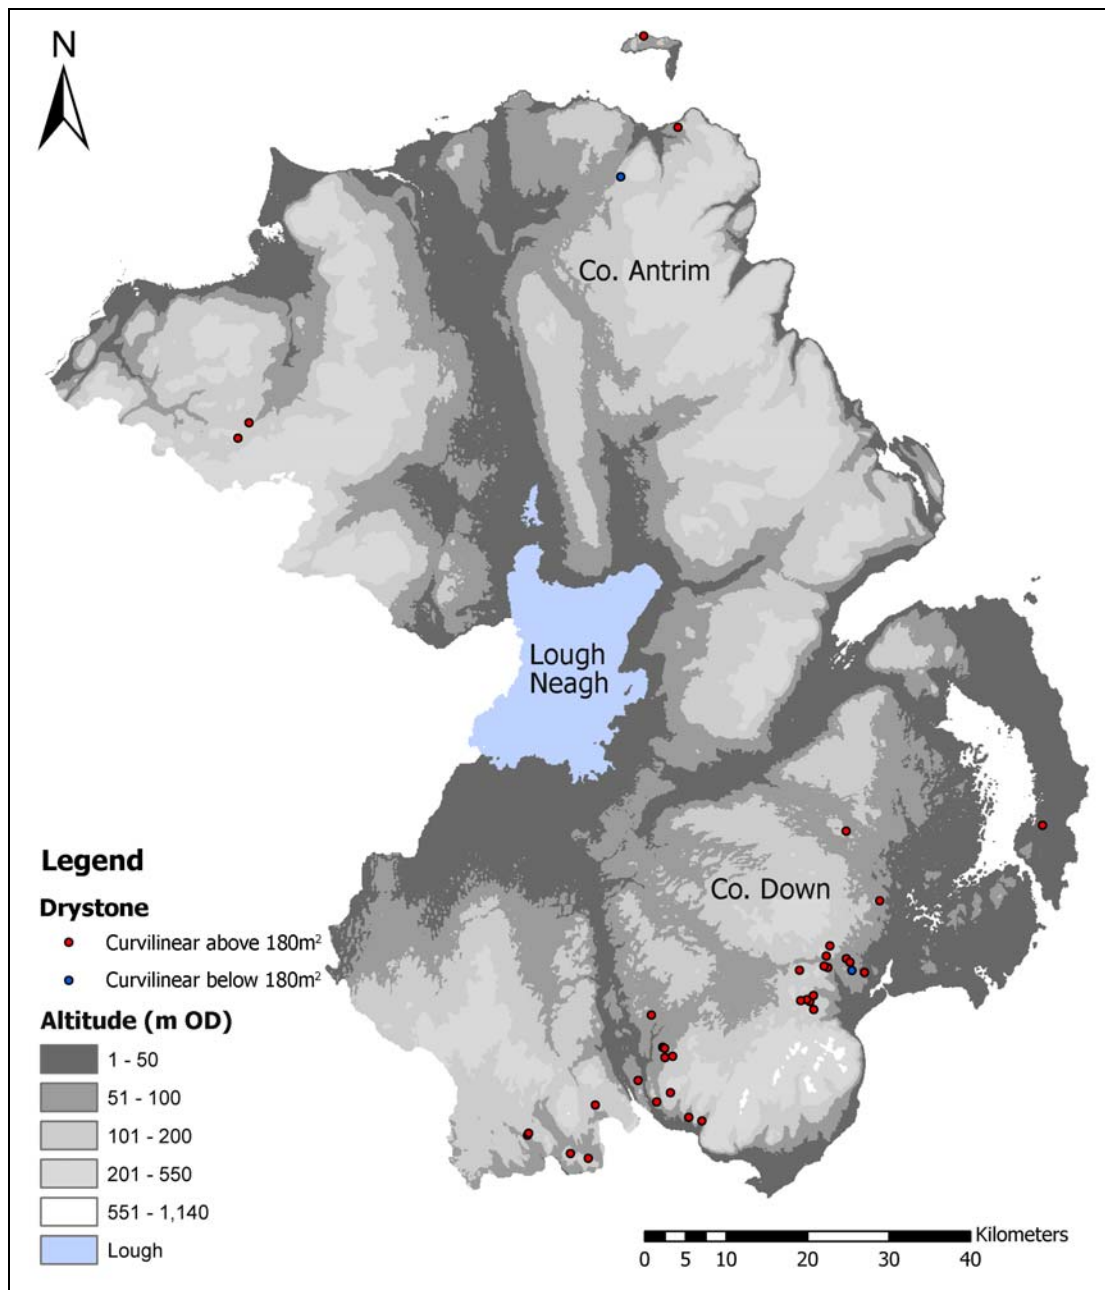 N
Co. Antrim
Lough
Neagh
Co. Down
Legend
Drystone
Curvilinear above 180m²
Curvilinear below 180m²
Altitude (m OD)
1 - 50
51 - 100
101 - 200
201 - 550
551 - 1,140
Lough
Kilometers
0 5 10 20 30 40